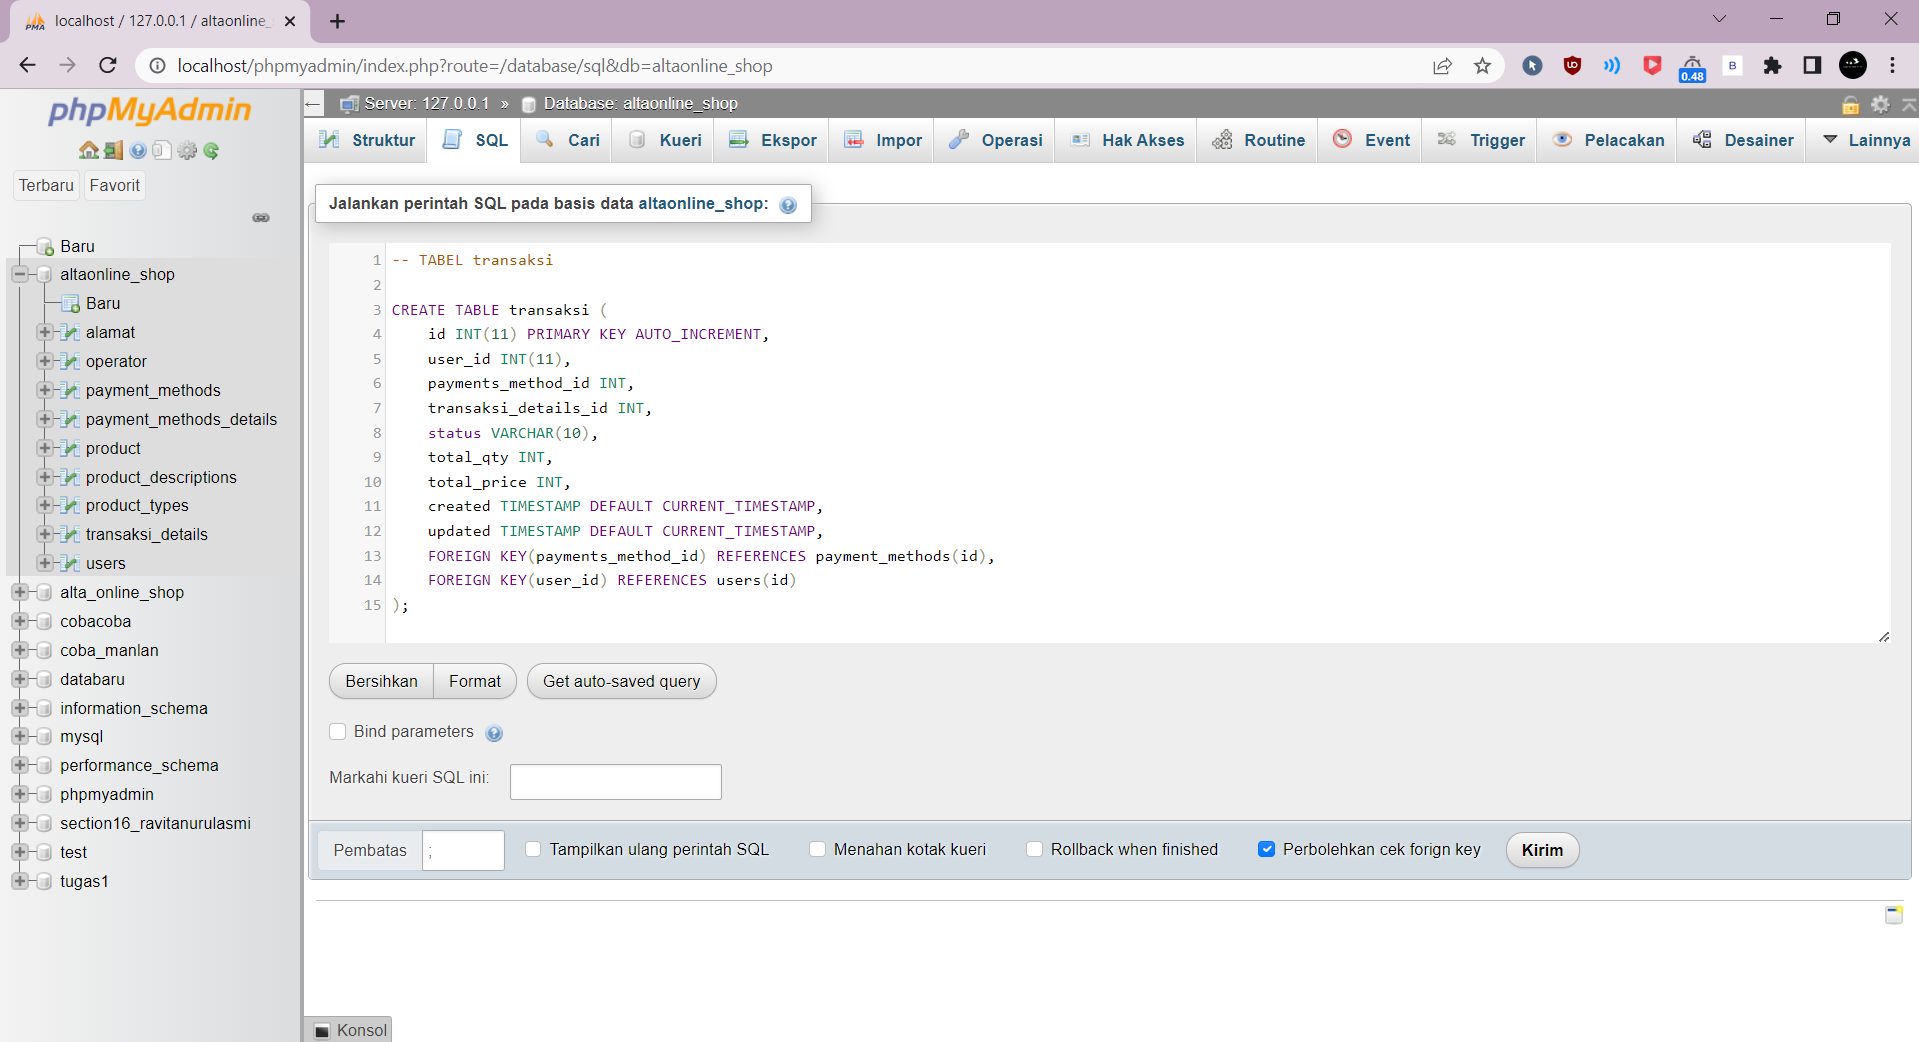 localhost / 127.0.0.1 / altaonline_
localhost/phpmyadmin/index.php?route=/database/sql&db=altaonline_shop
0.48
B
phpMyAdmin
Terbaru Favorit
Baru
altaonline_shop
Baru
alamat
operator
payment_methods
payment_methods_details
product
product_descriptions
product_types
transaksi_details
users
alta_online_shop
cobacoba
coba_manlan
databaru
information_schema
mysql
performance_schema
phpmyadmin
section16_ravitanurulasmi
test
tugas1
Server: 127.0.0.1 » Database: altaonline_shop
Struktur SQL Cari Kueri Ekspor Impor Operasi Hak Akses Routine Event Trigger Pelacakan Desainer Lainnya
Jalankan perintah SQL pada basis data altaonline_shop:
1 -- TABEL transaksi
2
3 CREATE TABLE transaksi (
4 id INT(11) PRIMARY KEY AUTO_INCREMENT,
5 user_id INT(11),
6 payments_method_id INT,
7 transaksi_details_id INT,
8 status VARCHAR(10),
9 total_qty INT,
10 total_price INT,
11 created TIMESTAMP DEFAULT CURRENT_TIMESTAMP,
12 updated TIMESTAMP DEFAULT CURRENT_TIMESTAMP,
13 FOREIGN KEY(payments_method_id) REFERENCES payment_methods(id),
14 FOREIGN KEY(user_id) REFERENCES users(id)
15 );
Bersihkan Format Get auto-saved query
Bind parameters
Markahi kueri SQL ini:
Pembatas ; Tampilkan ulang perintah SQL Menahan kotak kueri Rollback when finished Perbolehkan cek forign key Kirim
Konsol